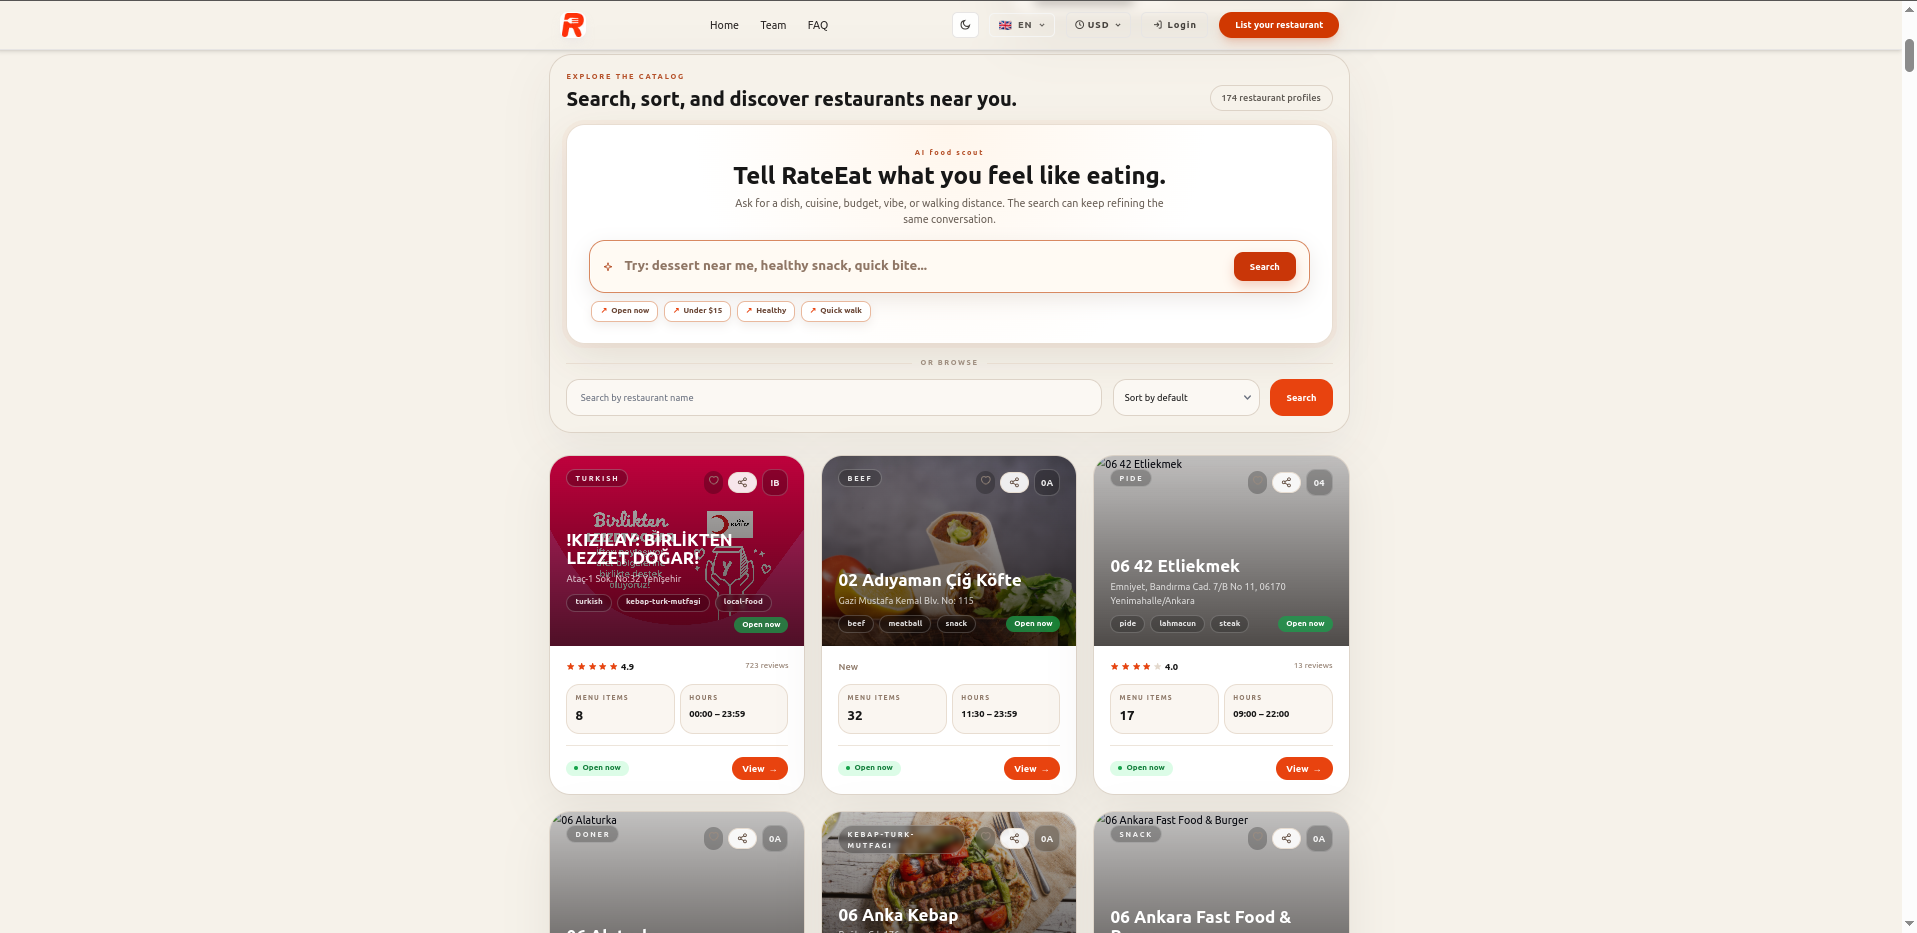 Home Team FAQ EN USD Login List your restaurant
EXPLORE THE CATALOG
Search, sort, and discover restaurants near you.
174 restaurant profiles
AI food scout
Tell RateEat what you feel like eating.
Ask for a dish, cuisine, budget, vibe, or walking distance. The search can keep refining the
same conversation.
Try: dessert near me, healthy snack, quick bite...
Search
Open now Under $15 Healthy Quick walk
OR BROWSE
Search by restaurant name
Sort by default
Search
TURKISH
!B
Birlikten
!KIZILAY: BİRLİKTEN
LEZZET DOĞAR!
birlikte destek
oluyoruz!
Ataç-1 Sok. No:32 Yenişehir
turkish kebap-turk-mutfagi local-food
Open now
4.9
723 reviews
MENU ITEMS
8
HOURS
00:00 – 23:59
Open now
View →
BEEF
0A
02 Adıyaman Çiğ Köfte
Gazi Mustafa Kemal Blv. No: 115
beef meatball snack
Open now
New
MENU ITEMS
32
HOURS
11:30 – 23:59
Open now
View →
06 42 Etliekmek
PIDE
04
06 42 Etliekmek
Emniyet, Bandırma Cad. 7/B No 11, 06170
Yenimahalle/Ankara
pide lahmacun steak
Open now
4.0
13 reviews
MENU ITEMS
17
HOURS
09:00 – 22:00
Open now
View →
06 Alaturka
DONER
0A
06 Alaturka
KEBAP-TURK-
MUTFAGI
0A
06 Anka Kebap
06 Ankara Fast Food & Burger
SNACK
0A
06 Ankara Fast Food &